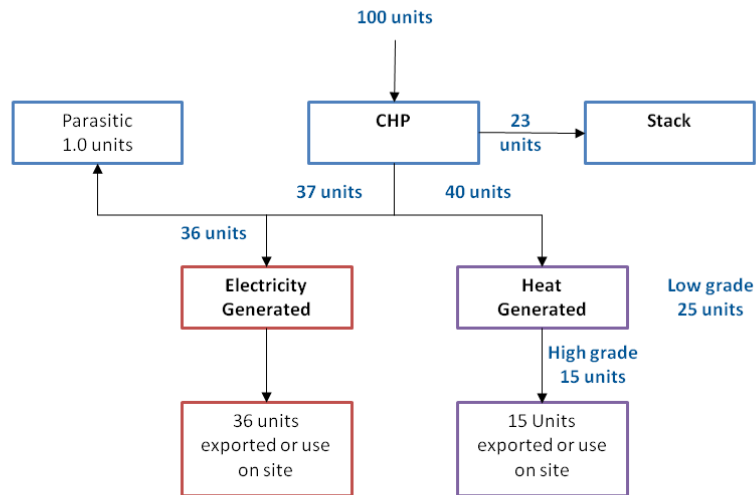 100 units
Parasitic
1.0 units
CHP
23
units
Stack
37 units
40 units
36 units
Electricity
Generated
Heat
Generated
Low grade
25 units
High grade
15 units
36 units
exported or use
on site
15 Units
exported or use
on site